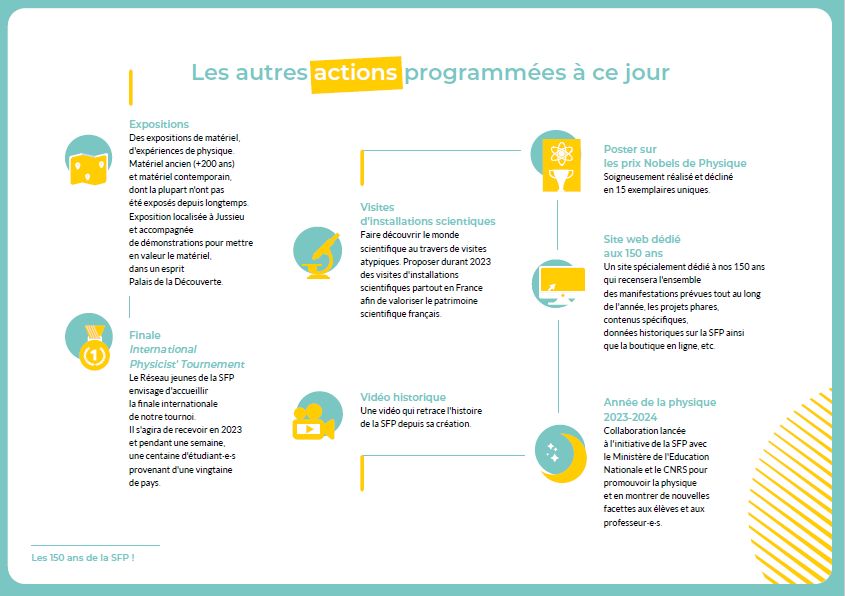 Les autres actions programmées à ce jour
Expositions
Des expositions de matériel,
d'expériences de physique.
Matériel ancien (+200 ans)
et matériel contemporain,
dont la plupart n'ont pas
été exposés depuis longtemps.
Exposition localisée à Jussieu
et accompagnée
de démonstrations pour mettre
en valeur le matériel,
dans un esprit
Palais de la Découverte.
Finale
International
Physicist' Tournement
Le Réseau jeunes de la SFP
envisage d'accueillir
la finale internationale
de notre tournoi.
Il s'agira de recevoir en 2023
et pendant une semaine,
une centaine d'étudiant·e·s
provenant d'une vingtaine
de pays.
Visites
d'installations scientiques
Faire découvrir le monde
scientifique au travers de visites
atypiques. Proposer durant 2023
des visites d'installations
scientifiques partout en France
afin de valoriser le patrimoine
scientifique français.
Vidéo historique
Une vidéo qui retrace l'histoire
de la SFP depuis sa création.
Poster sur
les prix Nobels de Physique
Soigneusement réalisé et décliné
en 15 exemplaires uniques.
Site web dédié
aux 150 ans
Un site spécialement dédié à nos 150 ans
qui recensera l'ensemble
des manifestations prévues tout au long
de l'année, les projets phares,
contenus spécifiques,
données historiques sur la SFP ainsi
que la boutique en ligne, etc.
Année de la physique
2023-2024
Collaboration lancée
à l'initiative de la SFP avec
le Ministère de l'Education
Nationale et le CNRS pour
promouvoir la physique
et en montrer de nouvelles
facettes aux élèves et aux
professeur·e·s.
1
Les 150 ans de la SFP !